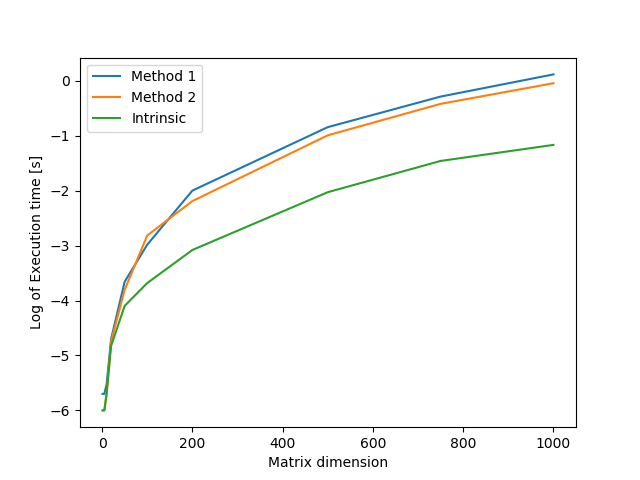 Method 1
Method 2
Intrinsic
0
−1
−2
−3
−4
−5
−6
Log of Execution time [s]
0 200 400 600 800 1000
Matrix dimension